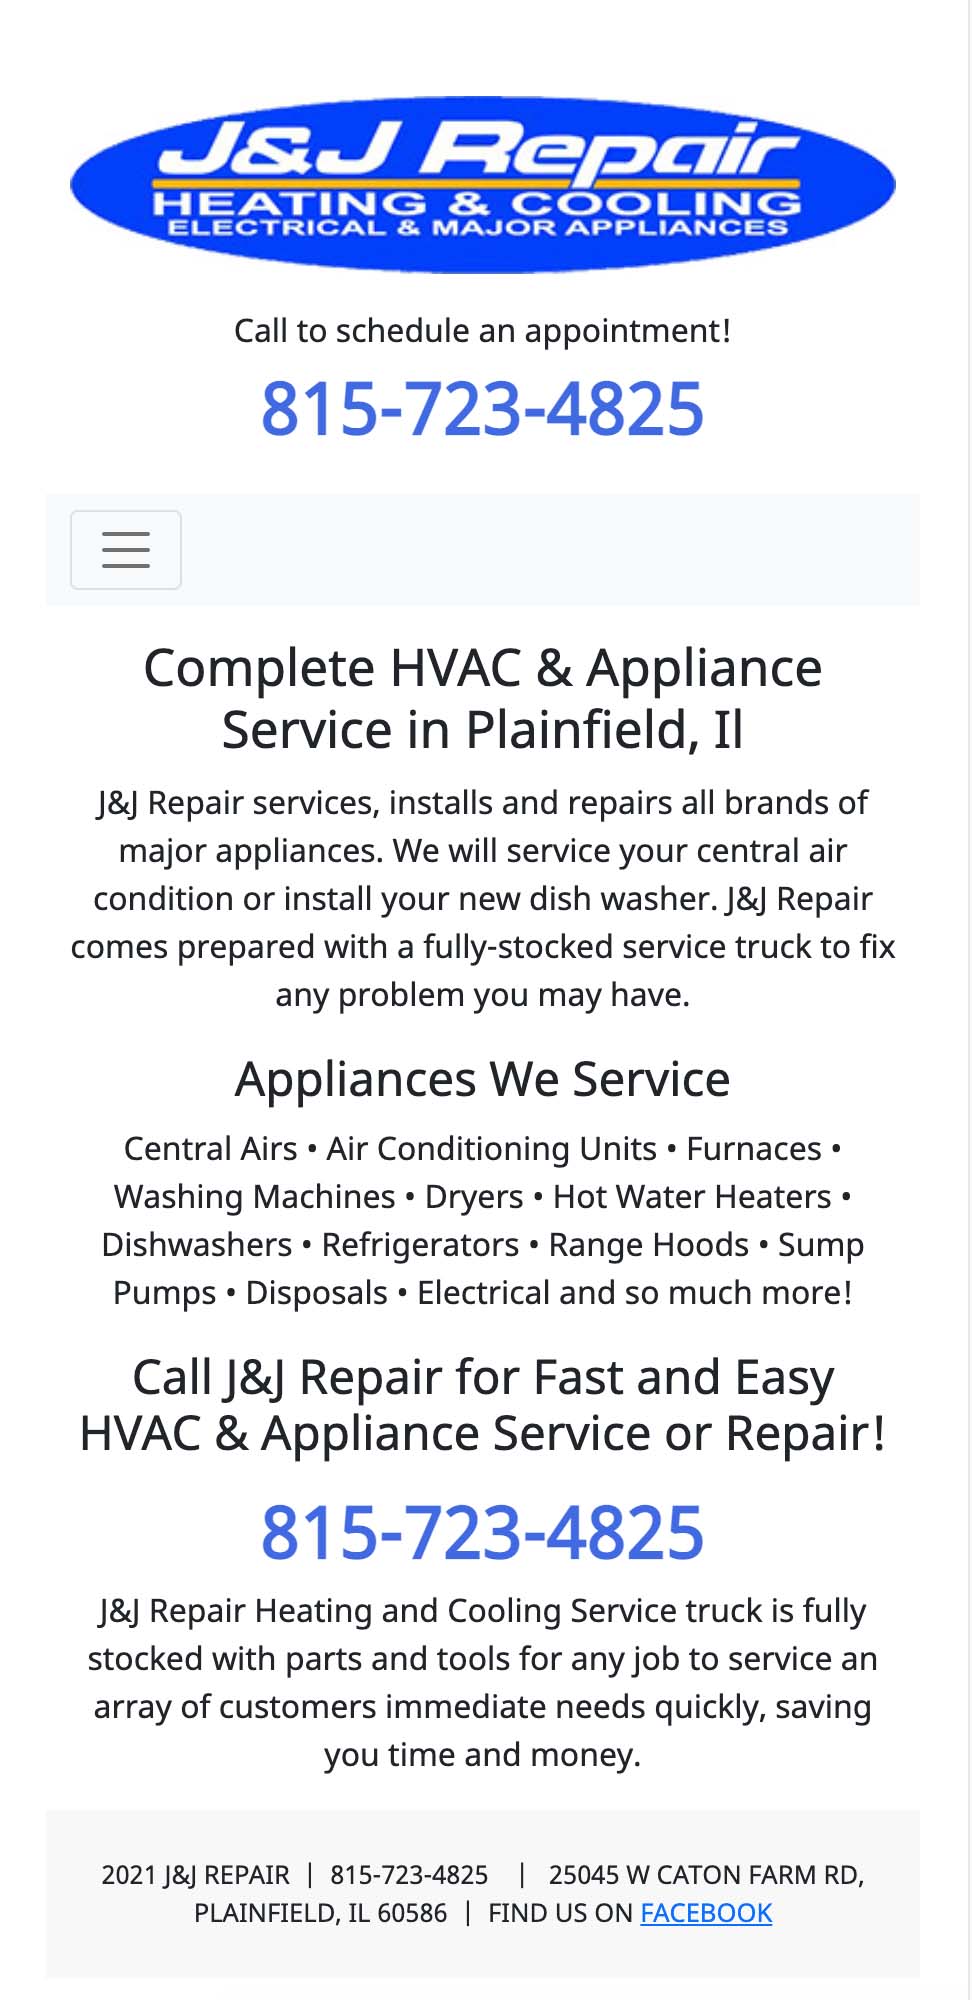 J&J Repair
HEATING & COOLING
ELECTRICAL & MAJOR APPLIANCES
Call to schedule an appointment!
815-723-4825
Complete HVAC & Appliance
Service in Plainfield, Il
J&J Repair services, installs and repairs all brands of
major appliances. We will service your central air
condition or install your new dish washer. J&J Repair
comes prepared with a fully-stocked service truck to fix
any problem you may have.
Appliances We Service
Central Airs • Air Conditioning Units • Furnaces •
Washing Machines • Dryers • Hot Water Heaters •
Dishwashers • Refrigerators • Range Hoods • Sump
Pumps • Disposals • Electrical and so much more!
Call J&J Repair for Fast and Easy
HVAC & Appliance Service or Repair!
815-723-4825
J&J Repair Heating and Cooling Service truck is fully
stocked with parts and tools for any job to service an
array of customers immediate needs quickly, saving
you time and money.
2021 J&J REPAIR | 815-723-4825 | 25045 W CATON FARM RD,
PLAINFIELD, IL 60586 | FIND US ON FACEBOOK